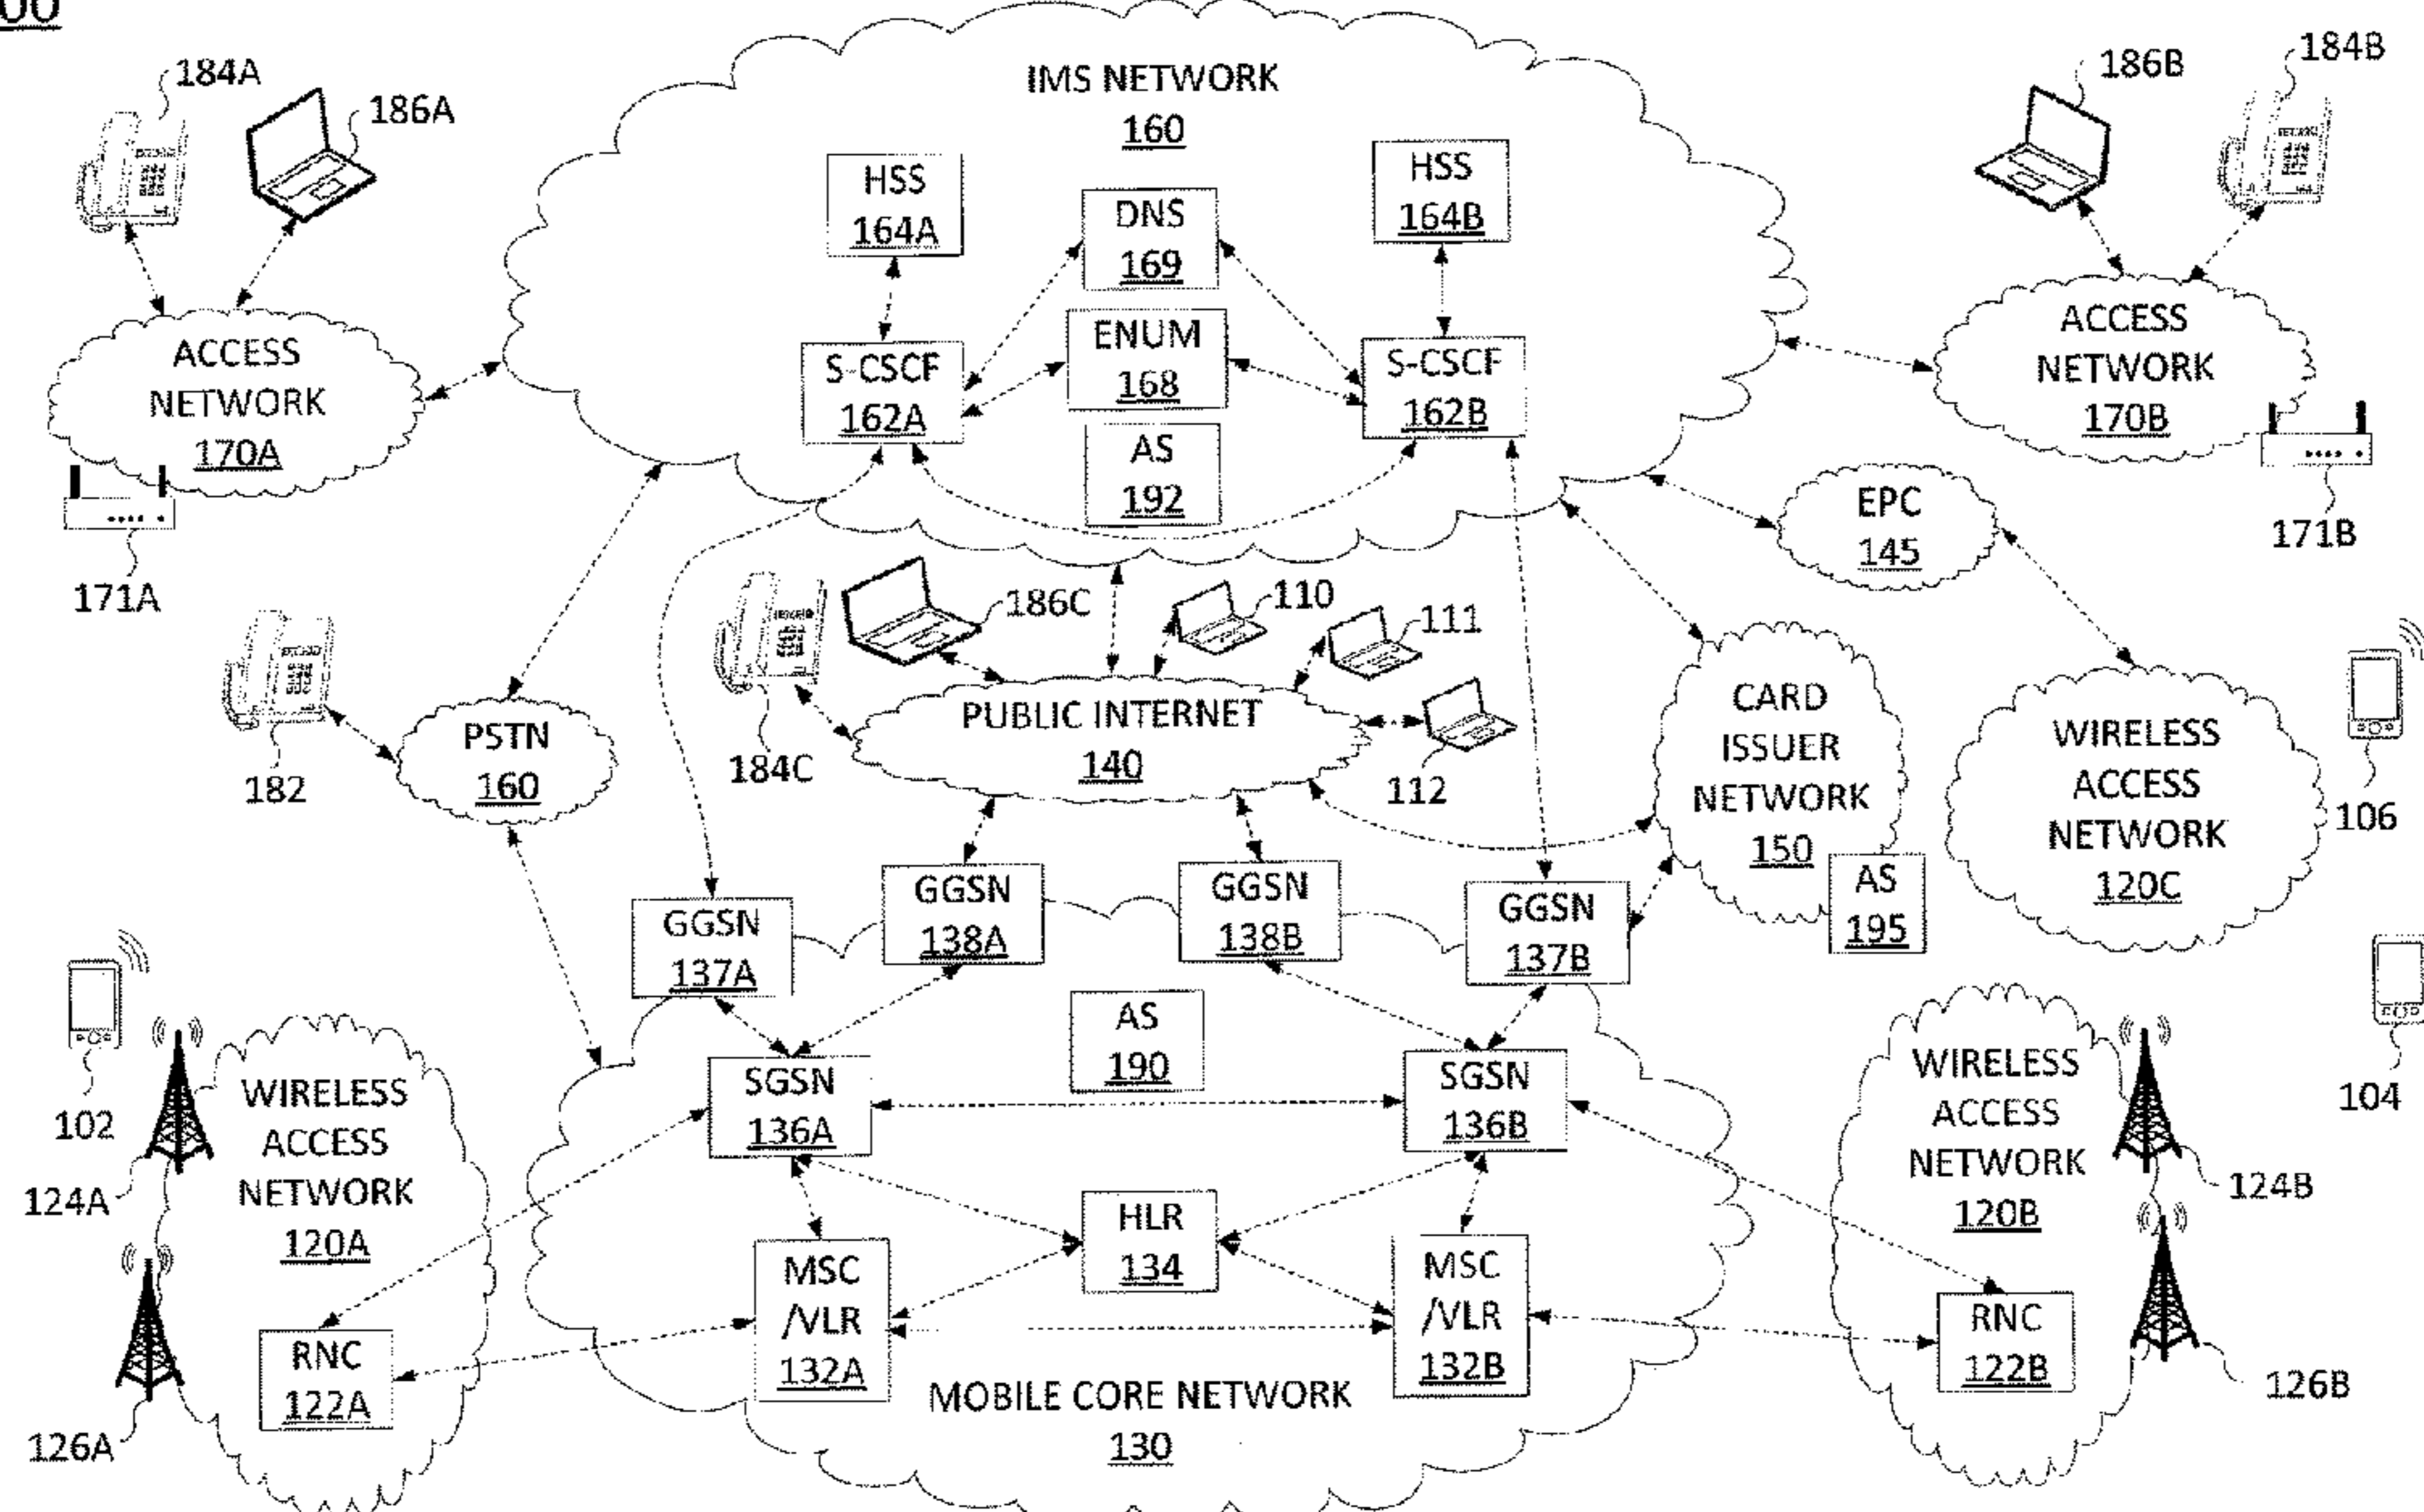 184A
186A
IMS NETWORK
160
186B
184B
HSS
164A
DNS
169
HSS
164B
ACCESS
NETWORK
170A
S-CSCF
162A
ENUM
168
S-CSCF
162B
ACCESS
NETWORK
170B
AS
192
EPC
145
171A
171B
182
PSTN
160
184C
186C
110
111
112
PUBLIC INTERNET
140
CARD
ISSUER
NETWORK
150
AS
195
WIRELESS
ACCESS
NETWORK
120C
106
GGSN
137A
GGSN
138A
GGSN
138B
GGSN
137B
102
104
AS
190
SGSN
136A
SGSN
136B
WIRELESS
ACCESS
NETWORK
120A
124A
126A
RNC
122A
HLR
134
MSC
/VLR
132A
MSC
/VLR
132B
MOBILE CORE NETWORK
130
WIRELESS
ACCESS
NETWORK
120B
124B
126B
RNC
122B